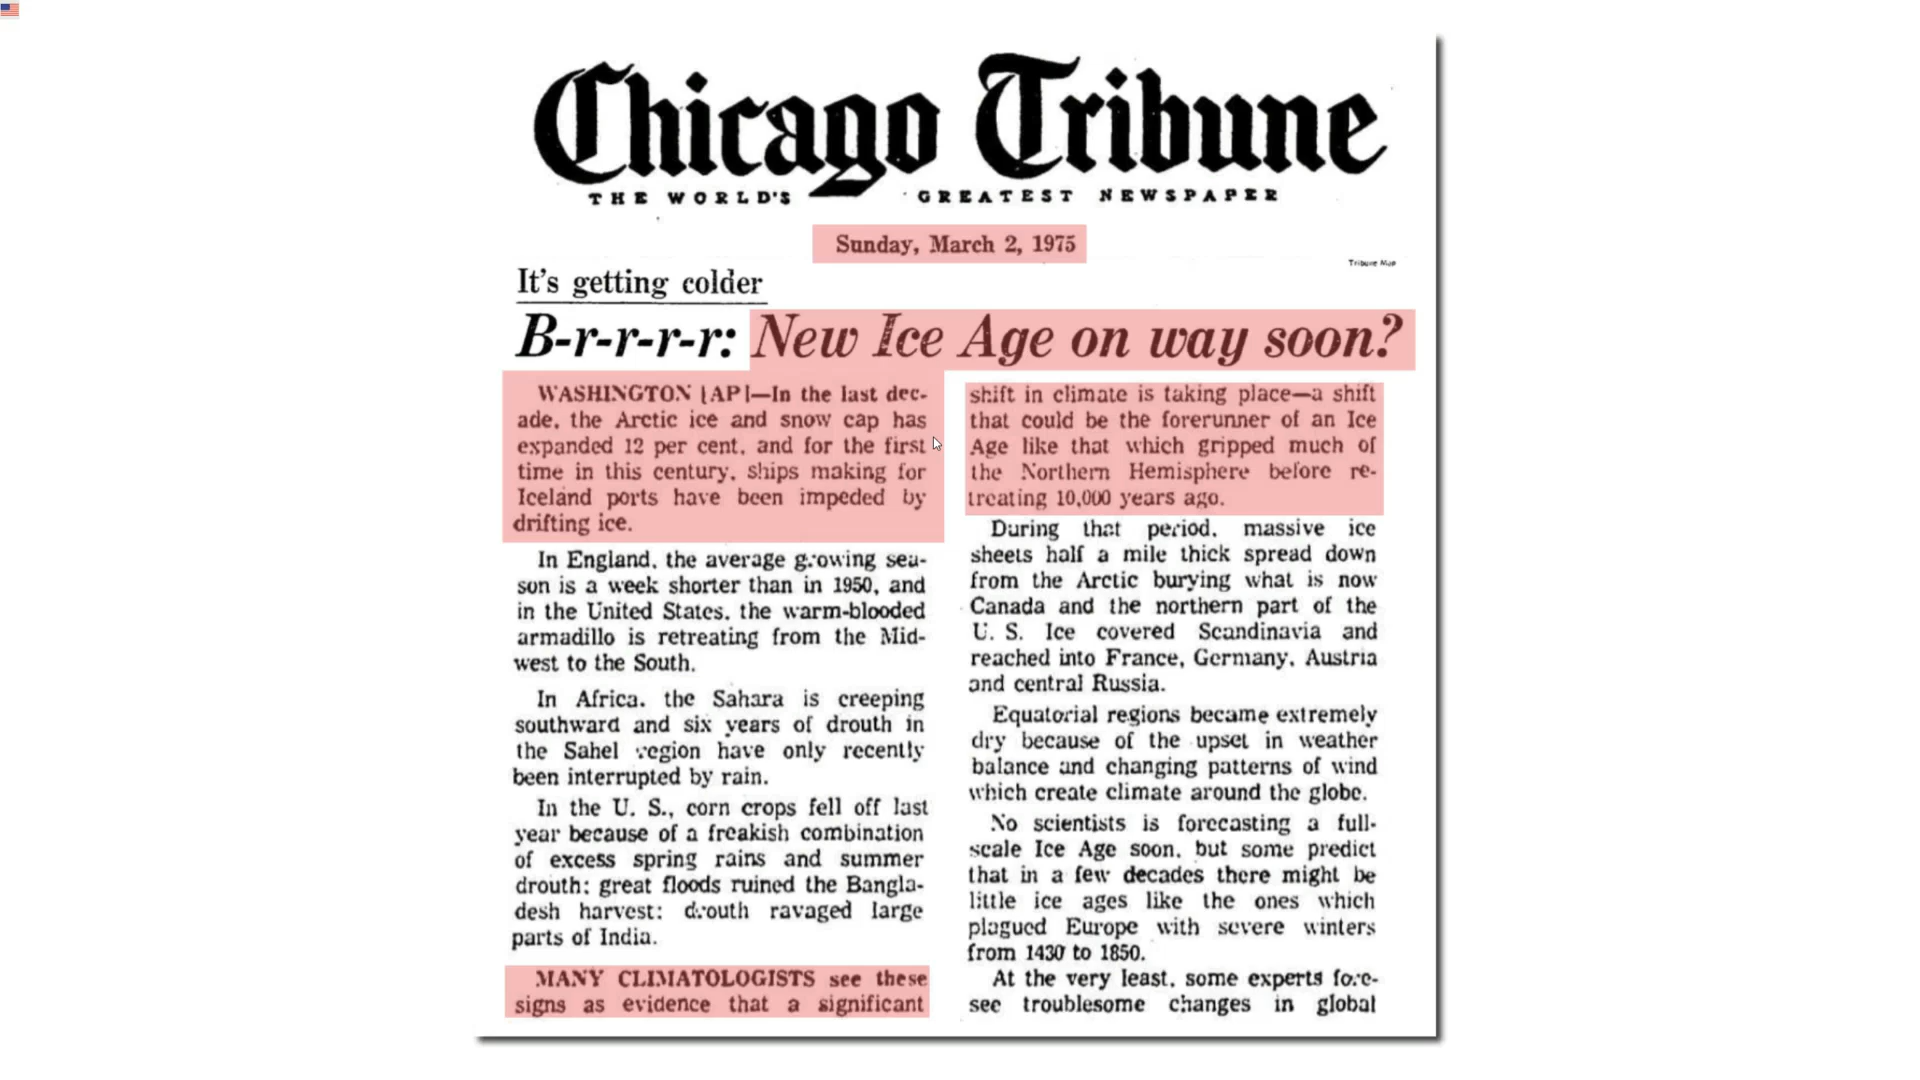 Chicago Tribune
THE WORLD'S GREATEST NEWSPAPER
Sunday, March 2, 1975
Tribune Map
It's getting colder
B-r-r-r-r: New Ice Age on way soon?
WASHINGTON [AP]—In the last dec-
ade, the Arctic ice and snow cap has
expanded 12 per cent, and for the first
time in this century, ships making for
Iceland ports have been impeded by
drifting ice.
In England, the average growing sea-
son is a week shorter than in 1950, and
in the United States, the warm-blooded
armadillo is retreating from the Mid-
west to the South.
In Africa, the Sahara is creeping
southward and six years of drouth in
the Sahel region have only recently
been interrupted by rain.
In the U. S., corn crops fell off last
year because of a freakish combination
of excess spring rains and summer
drouth; great floods ruined the Bangla-
desh harvest; drouth ravaged large
parts of India.
MANY CLIMATOLOGISTS see these
signs as evidence that a significant
shift in climate is taking place—a shift
that could be the forerunner of an Ice
Age like that which gripped much of
the Northern Hemisphere before re-
treating 10,000 years ago.
During that period, massive ice
sheets half a mile thick spread down
from the Arctic burying what is now
Canada and the northern part of the
U. S. Ice covered Scandinavia and
reached into France, Germany, Austria
and central Russia.
Equatorial regions became extremely
dry because of the upset in weather
balance and changing patterns of wind
which create climate around the globe.
No scientists is forecasting a full-
scale Ice Age soon, but some predict
that in a few decades there might be
little ice ages like the ones which
plagued Europe with severe winters
from 1430 to 1850.
At the very least, some experts fore-
see troublesome changes in global